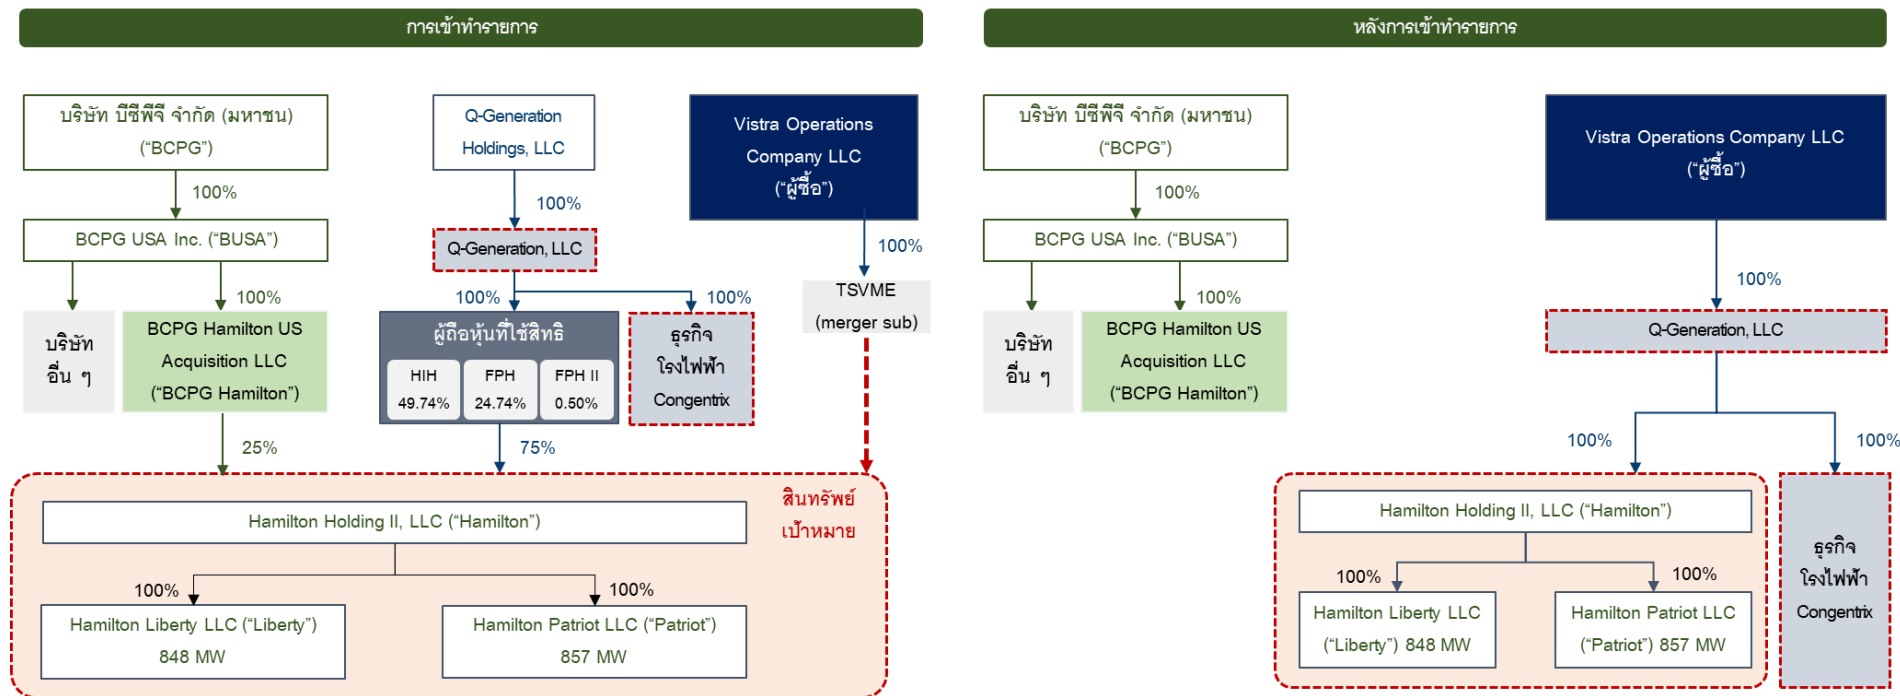 การเข้าทำรายการ
บริษัท บีซีพีจี จำกัด (มหาชน)
(“BCPG”)
100%
BCPG USA Inc. (“BUSA”)
100%
บริษัท
อื่น ๆ
BCPG Hamilton US
Acquisition LLC
(“BCPG Hamilton”)
25%
Q-Generation
Holdings, LLC
100%
Q-Generation, LLC
100%
100%
ผู้ถือหุ้นที่ใช้สิทธิ
HIH
49.74%
FPH
24.74%
FPH II
0.50%
75%
ธุรกิจ
โรงไฟฟ้า
Congentrix
Vistra Operations
Company LLC
(“ผู้ซื้อ”)
100%
TSVME
(merger sub)
สินทรัพย์
เป้าหมาย
Hamilton Holding II, LLC (“Hamilton”)
100%
100%
Hamilton Liberty LLC (“Liberty”)
848 MW
Hamilton Patriot LLC (“Patriot”)
857 MW
หลังการเข้าทำรายการ
บริษัท บีซีพีจี จำกัด (มหาชน)
(“BCPG”)
100%
BCPG USA Inc. (“BUSA”)
100%
บริษัท
อื่น ๆ
BCPG Hamilton US
Acquisition LLC
(“BCPG Hamilton”)
Vistra Operations Company LLC
(“ผู้ซื้อ”)
100%
Q-Generation, LLC
100%
100%
Hamilton Holding II, LLC (“Hamilton”)
100%
100%
Hamilton Liberty LLC
(“Liberty”) 848 MW
Hamilton Patriot LLC
(“Patriot”) 857 MW
ธุรกิจ
โรงไฟฟ้า
Congentrix